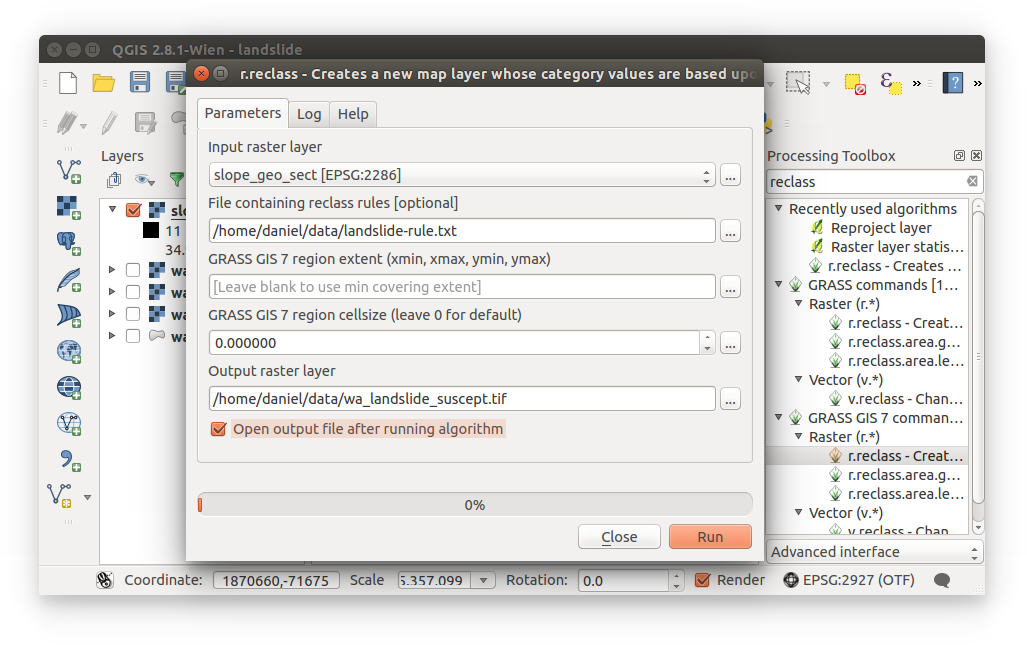 QGIS 2.8.1-Wien - landslide
r.reclass - Creates a new map layer whose category values are based upo
Parameters
Log
Help
Input raster layer
slope_geo_sect [EPSG:2286]
...
File containing reclass rules [optional]
/home/daniel/data/landslide-rule.txt
...
GRASS GIS 7 region extent (xmin, xmax, ymin, ymax)
[Leave blank to use min covering extent]
...
GRASS GIS 7 region cellsize (leave 0 for default)
0.000000
...
Output raster layer
/home/daniel/data/wa_landslide_suscept.tif
...
Open output file after running algorithm
0%
Close
Run
Layers
slo
11
34.
wa
wa
wa
wa
Processing Toolbox
reclass
Recently used algorithms
Reproject layer
Raster layer statis...
r.reclass - Creates ...
GRASS commands [1...
Raster (r.*)
r.reclass - Creat...
r.reclass.area.g...
r.reclass.area.le...
Vector (v.*)
v.reclass - Chan...
GRASS GIS 7 comman...
Raster (r.*)
r.reclass - Creat...
r.reclass.area.g...
r.reclass.area.le...
Vector (v.*)
v.reclass - Chan...
Advanced interface
Coordinate: 1870660,-71675 Scale 5.357.099 Rotation: 0.0 Render EPSG:2927 (OTF)